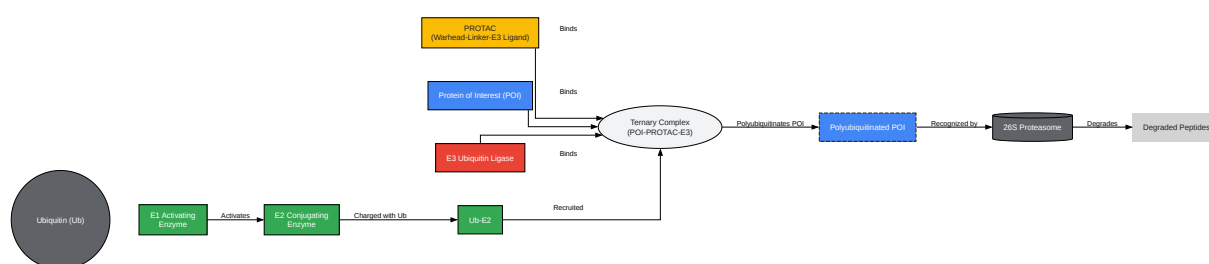 PROTAC
(Warhead-Linker-E3 Ligand)
Binds
Protein of Interest (POI)
Binds
Ternary Complex
(POI-PROTAC-E3)
Polyubiquitinates POI
Polyubiquitinated POI
Recognized by
26S Proteasome
Degrades
Degraded Peptides
E3 Ubiquitin Ligase
Binds
Ubiquitin (Ub)
E1 Activating
Enzyme
Activates
E2 Conjugating
Enzyme
Charged with Ub
Ub-E2
Recruited